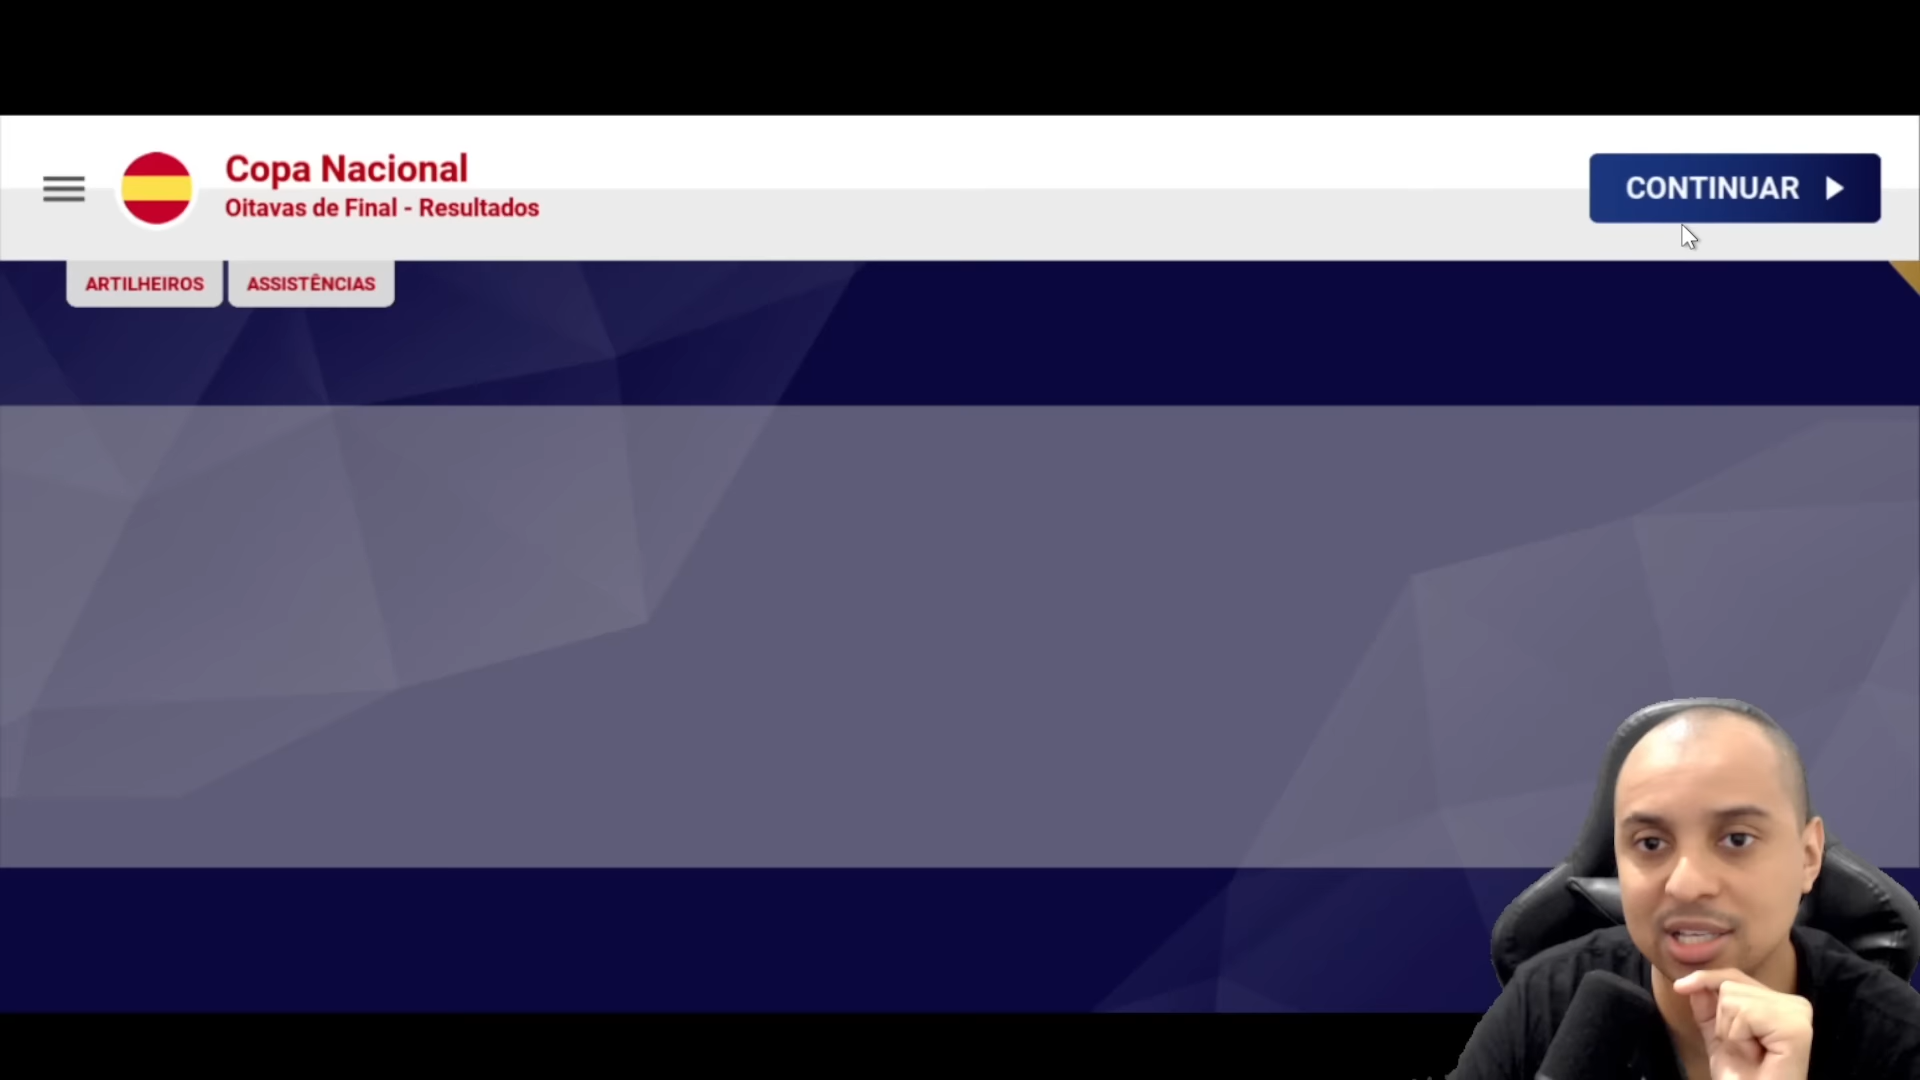 Copa Nacional
Oitavas de Final - Resultados
CONTINUAR
ARTILHEIROS
ASSISTÊNCIAS